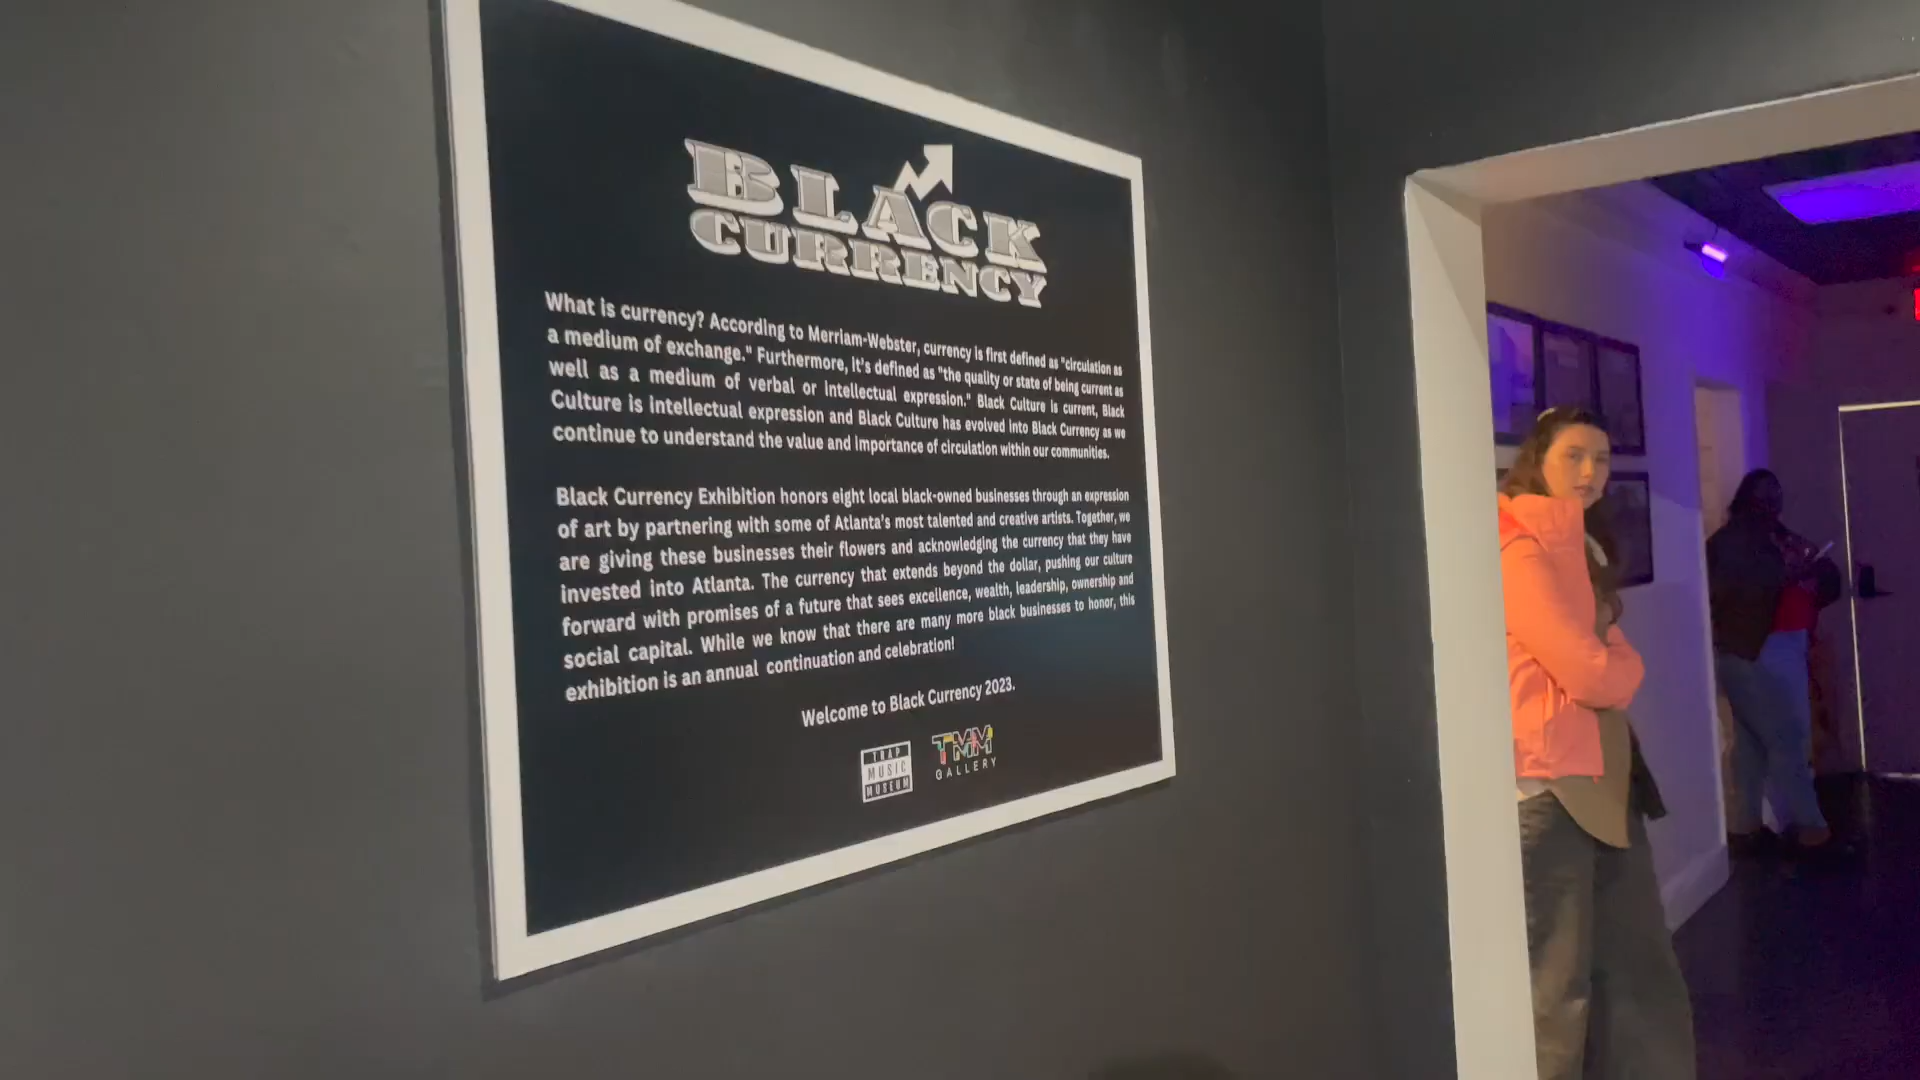 BLACK
CURRENCY
What is currency? According to Merriam-Webster, currency is first defined as "circulation as
a medium of exchange." Furthermore, it's defined as "the quality or state of being current as
well as a medium of verbal or intellectual expression." Black Culture is current, Black
Culture is intellectual expression and Black Culture has evolved into Black Currency as we
continue to understand the value and importance of circulation within our communities.
Black Currency Exhibition honors eight local black-owned businesses through an expression
of art by partnering with some of Atlanta's most talented and creative artists. Together, we
are giving these businesses their flowers and acknowledging the currency that they have
invested into Atlanta. The currency that extends beyond the dollar, pushing our culture
forward with promises of a future that sees excellence, wealth, leadership, ownership and
social capital. While we know that there are many more black businesses to honor, this
exhibition is an annual continuation and celebration!
Welcome to Black Currency 2023.
TRAP
MUSIC
MUSEUM
TMM
GALLERY